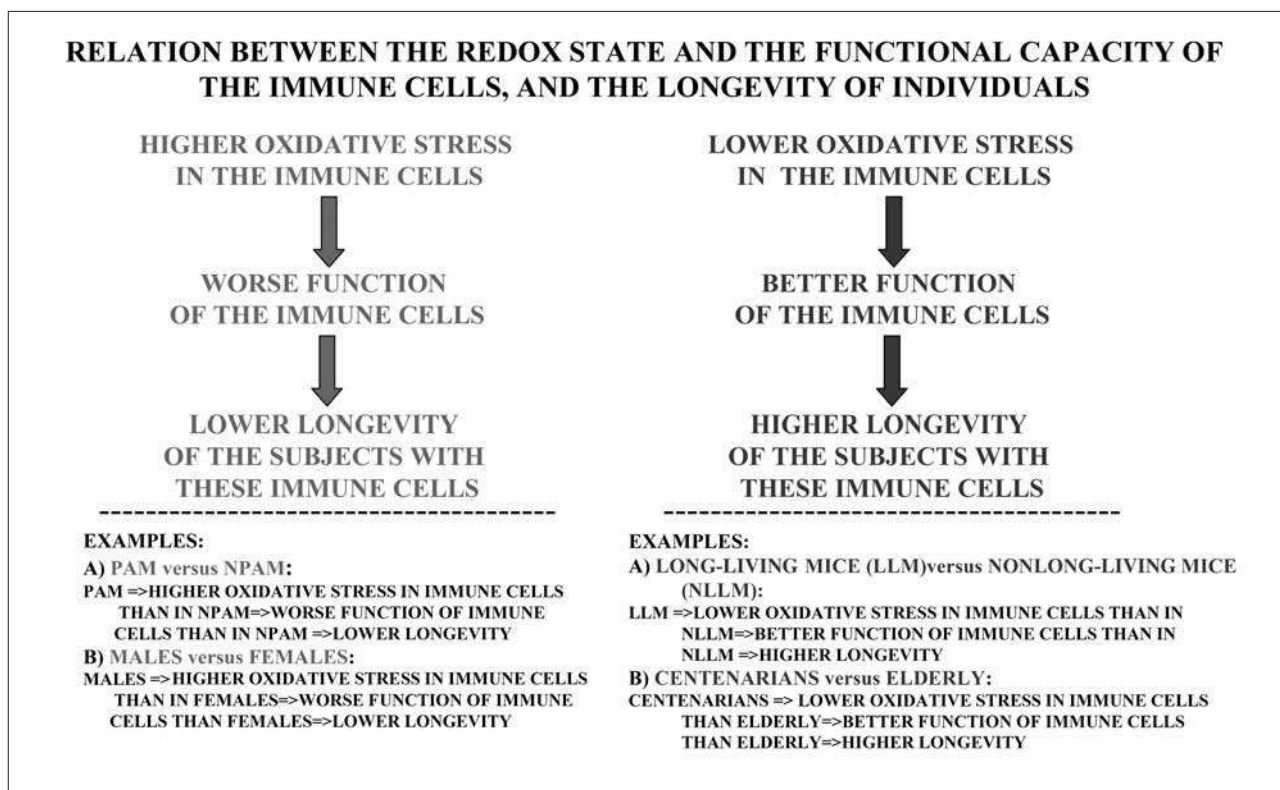 RELATION BETWEEN THE REDOX STATE AND THE FUNCTIONAL CAPACITY OF
THE IMMUNE CELLS, AND THE LONGEVITY OF INDIVIDUALS
HIGHER OXIDATIVE STRESS
IN THE IMMUNE CELLS
WORSE FUNCTION
OF THE IMMUNE CELLS
LOWER LONGEVITY
OF THE SUBJECTS WITH
THESE IMMUNE CELLS
EXAMPLES:
A) PAM versus NPAM:
PAM =>HIGHER OXIDATIVE STRESS IN IMMUNE CELLS
THAN IN NPAM=>WORSE FUNCTION OF IMMUNE
CELLS THAN IN NPAM =>LOWER LONGEVITY
B) MALES versus FEMALES:
MALES =>HIGHER OXIDATIVE STRESS IN IMMUNE CELLS
THAN IN FEMALES=>WORSE FUNCTION OF IMMUNE
CELLS THAN FEMALES=>LOWER LONGEVITY
LOWER OXIDATIVE STRESS
IN THE IMMUNE CELLS
BETTER FUNCTION
OF THE IMMUNE CELLS
HIGHER LONGEVITY
OF THE SUBJECTS WITH
THESE IMMUNE CELLS
EXAMPLES:
A) LONG-LIVING MICE (LLM)versus NONLONG-LIVING MICE
(NLLM):
LLM =>LOWER OXIDATIVE STRESS IN IMMUNE CELLS THAN IN
NLLM=>BETTER FUNCTION OF IMMUNE CELLS THAN IN
NLLM =>HIGHER LONGEVITY
B) CENTENARIANS versus ELDERLY:
CENTENARIANS => LOWER OXIDATIVE STRESS IN IMMUNE CELLS
THAN ELDERLY=>BETTER FUNCTION OF IMMUNE CELLS
THAN ELDERLY=>HIGHER LONGEVITY